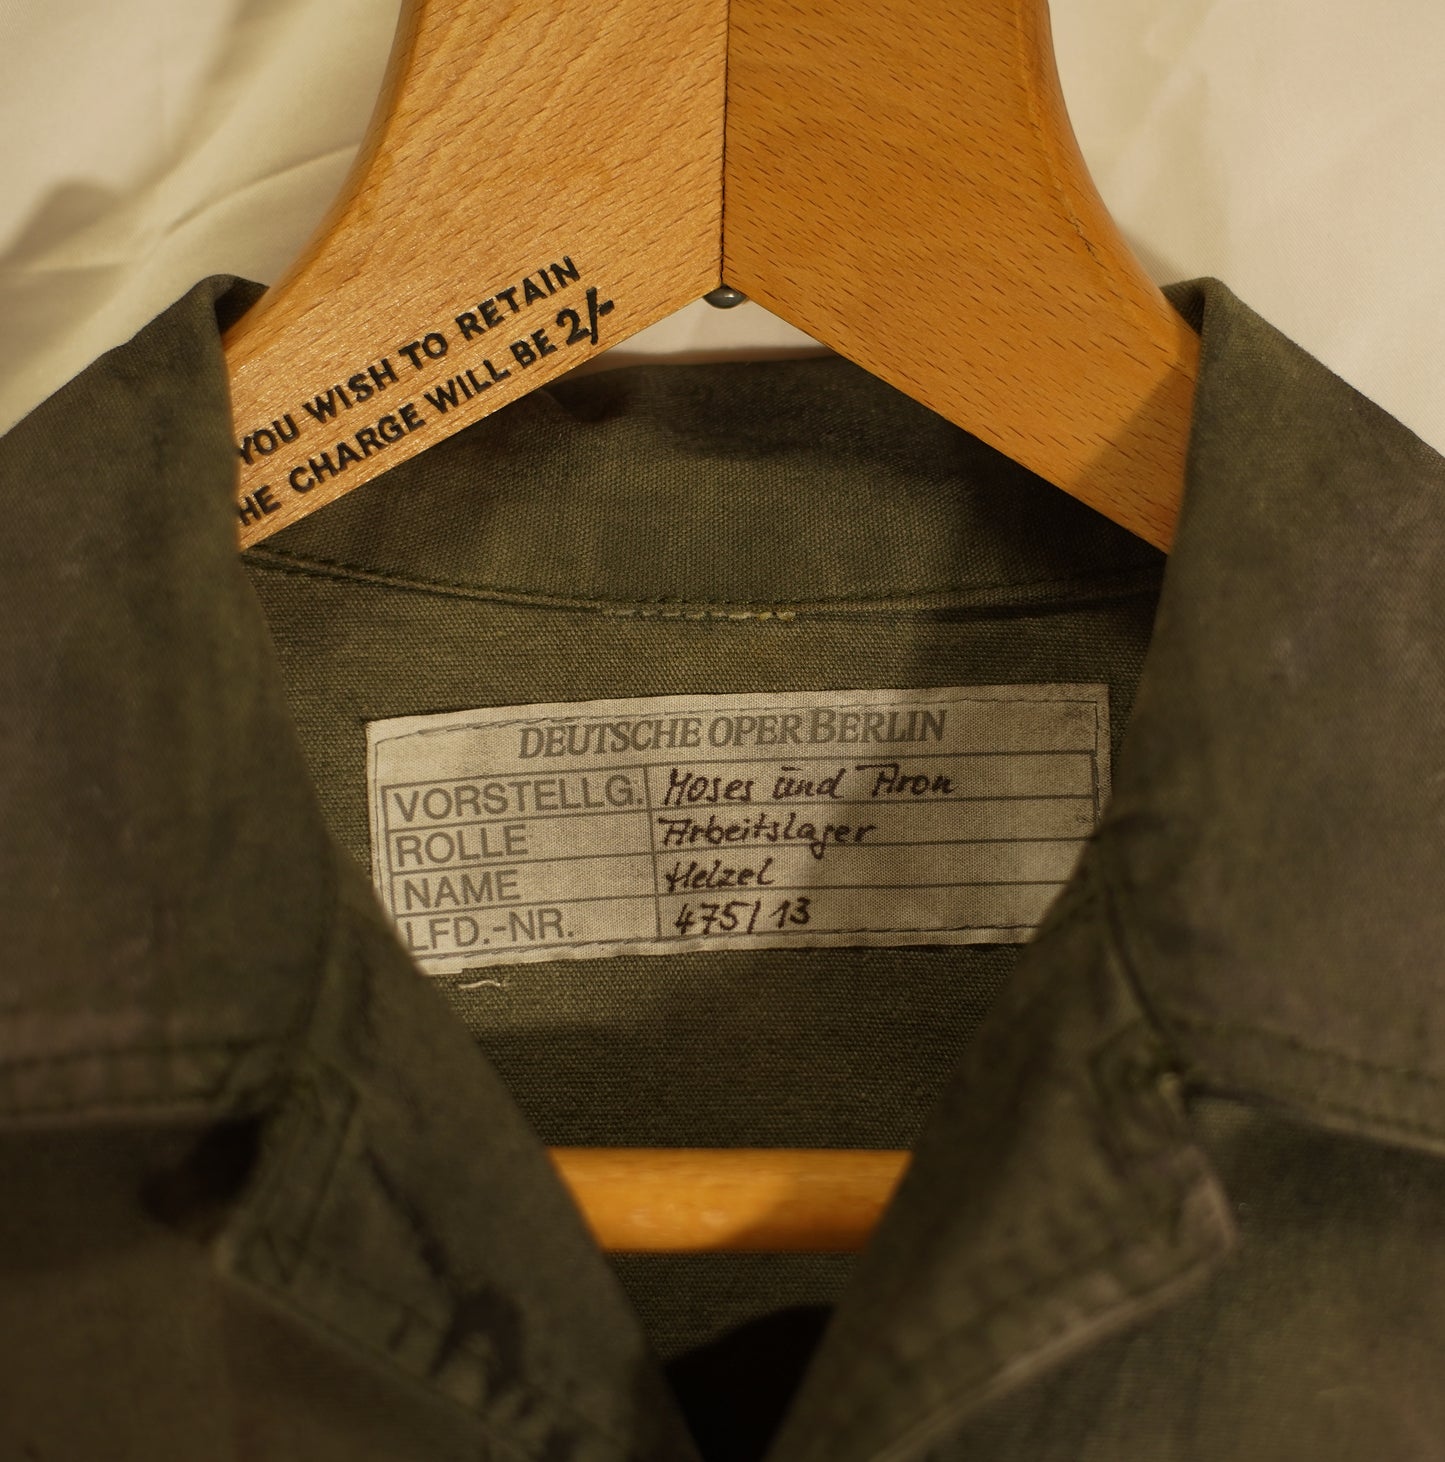 YOU WISH TO RETAIN
HE CHARGE WILL BE 2/-
DEUTSCHE OPER BERLIN
VORSTELLG. Moses und Aron
ROLLE Arbeitslager
NAME Helzel
LFD.-NR. 475/13